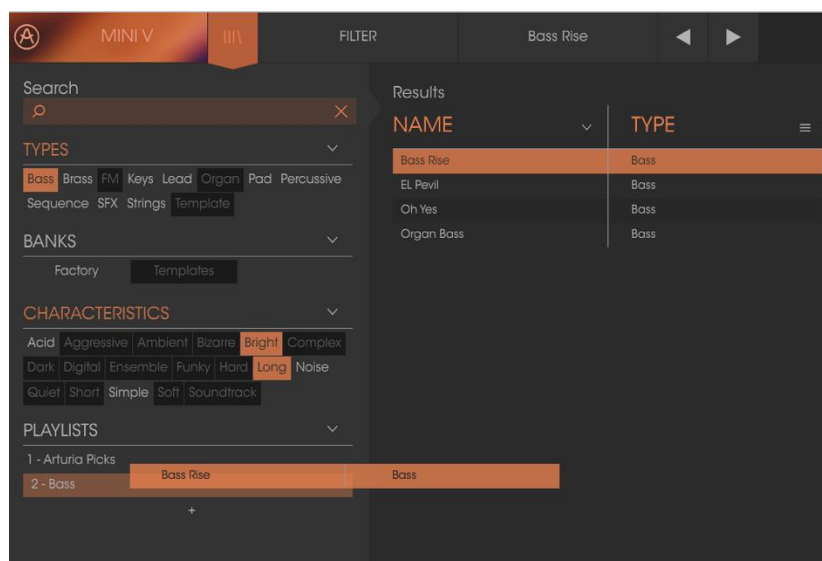 MINI V
FILTER
Bass Rise
Search
TYPES
Bass Brass FM Keys Lead Organ Pad Percussive
Sequence SFX Strings Template
BANKS
Factory Templates
CHARACTERISTICS
Acid Aggressive Ambient Bizarre Bright Complex
Dark Digital Ensemble Funky Hard Long Noise
Quiet Short Simple Soft Soundtrack
PLAYLISTS
1 - Arturia Picks
2 - Bass
Bass Rise Bass
+
Results
NAME TYPE
Bass Rise Bass
EL Pevil Bass
Oh Yes Bass
Organ Bass Bass